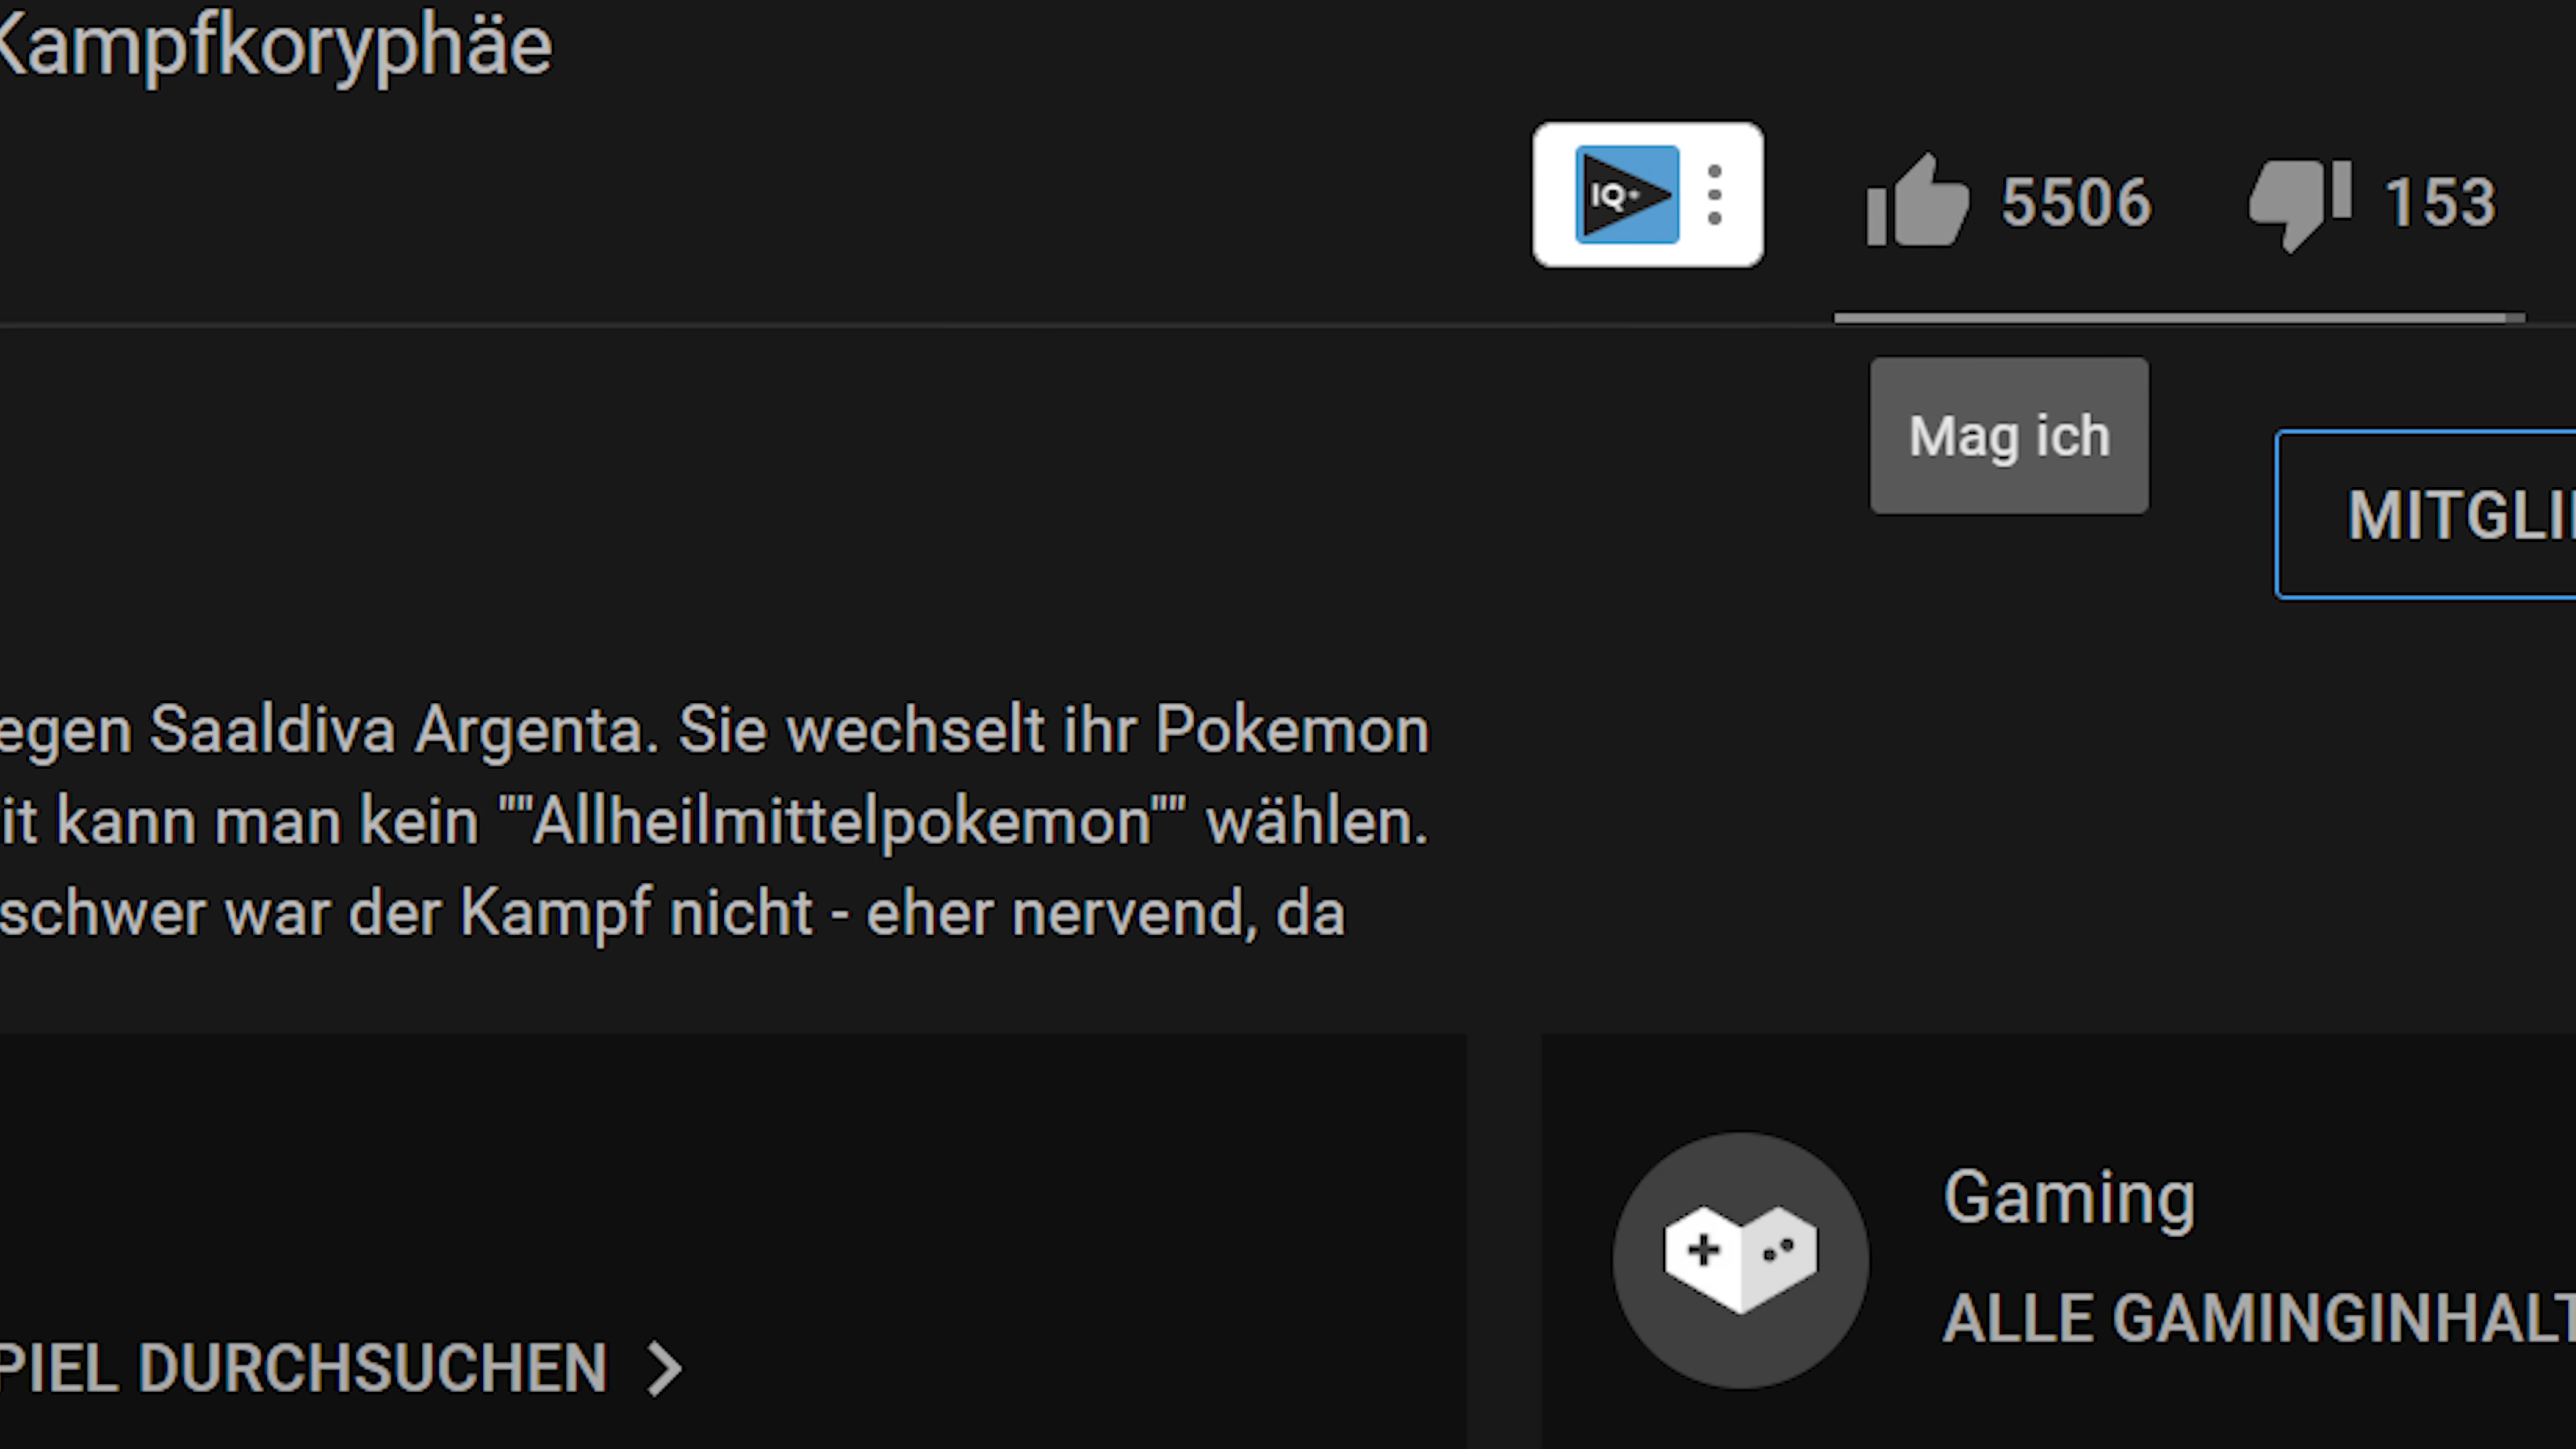 Kampfkoryphäe
IQ+
5506
153
Mag ich
MITGLI
egen Saaldiva Argenta. Sie wechselt ihr Pokemon
it kann man kein ""Allheilmittelpokemon"" wählen.
schwer war der Kampf nicht - eher nervend, da
Gaming
ALLE GAMINGINHALT
PIEL DURCHSUCHEN